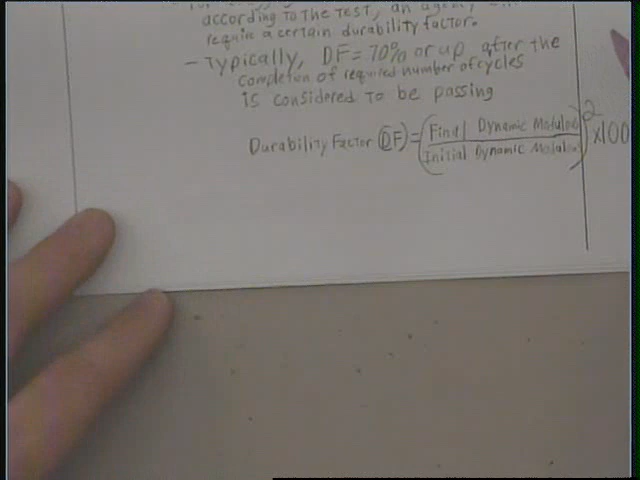 according to the test, an
require a certain durability factor.
- Typically, DF = 70% or up after the
completion of required number of cycles
is considered to be passing
Durability Factor (DF) = (Final Dynamic Modulus
Initial Dynamic Modulus)² x100